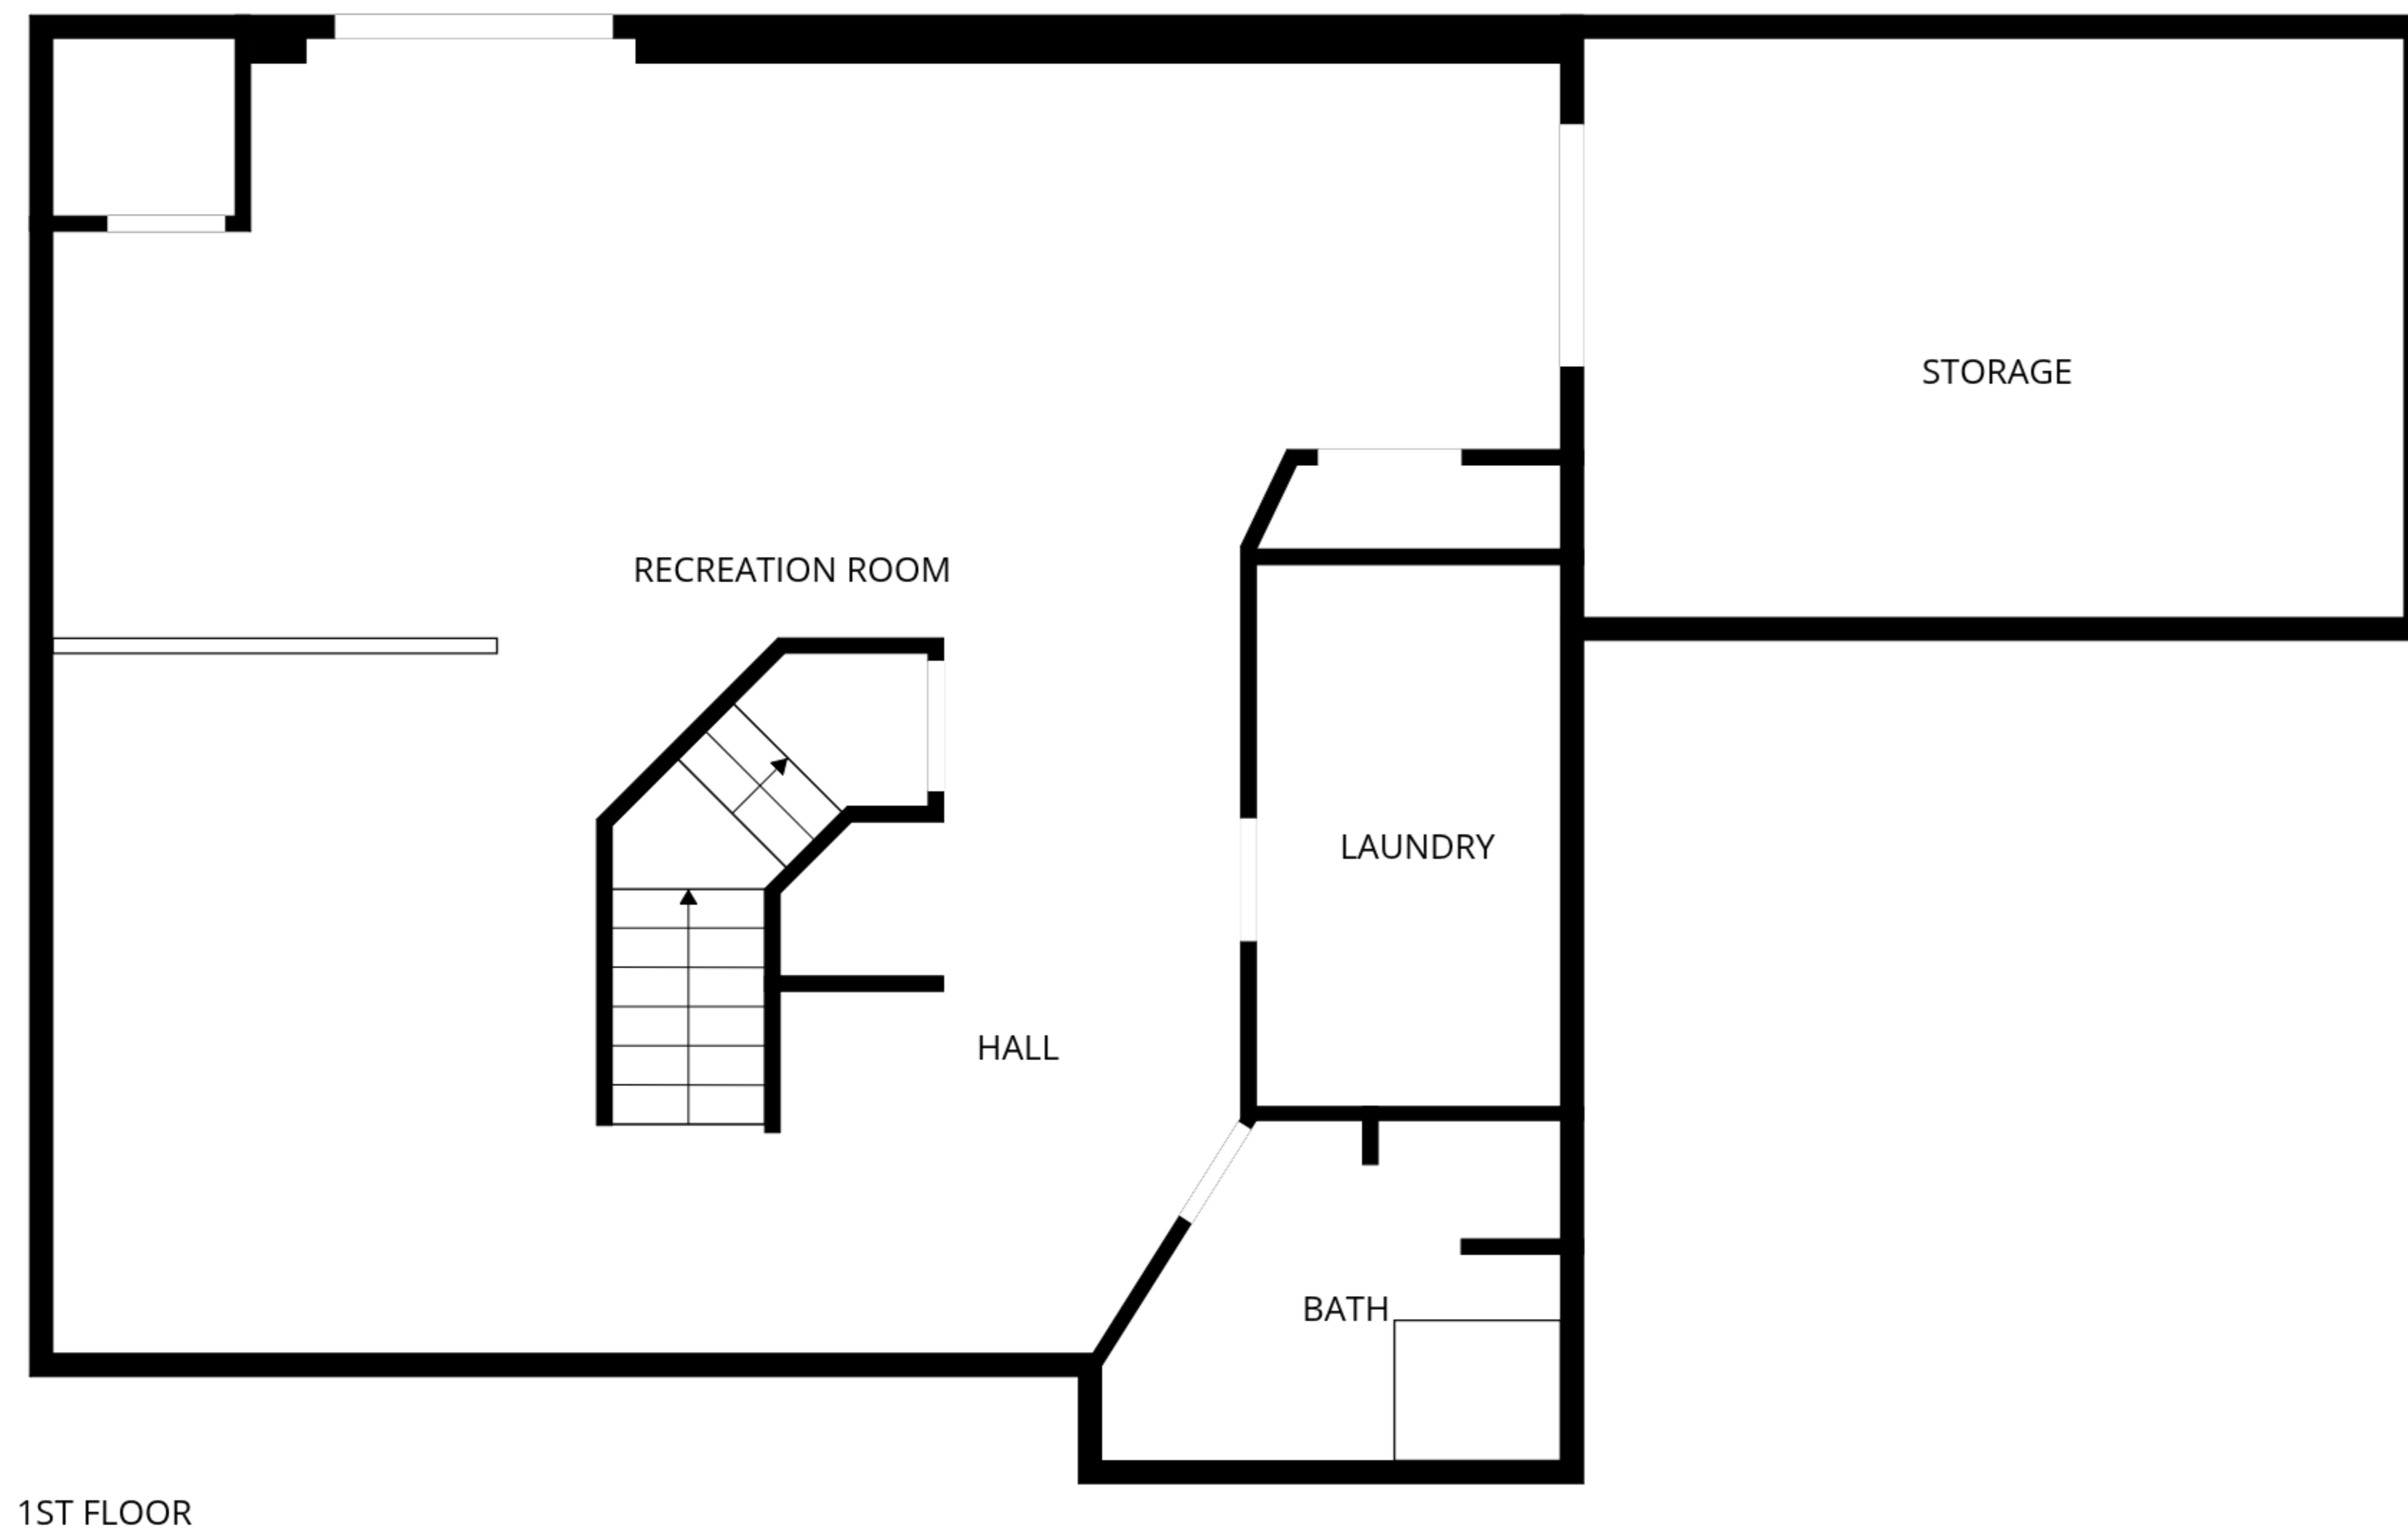 STORAGE
RECREATION ROOM
LAUNDRY
HALL
BATH
1ST FLOOR